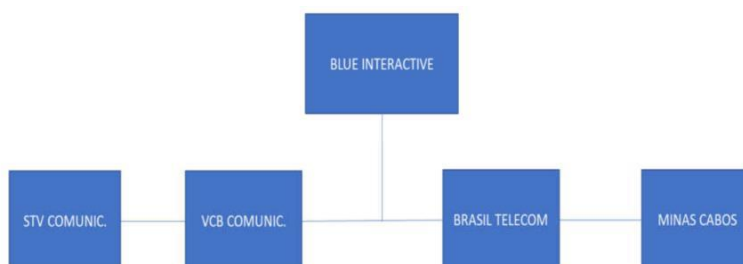 BLUE INTERACTIVE
STV COMUNIC.
VCB COMUNIC.
BRASIL TELECOM
MINAS CABOS